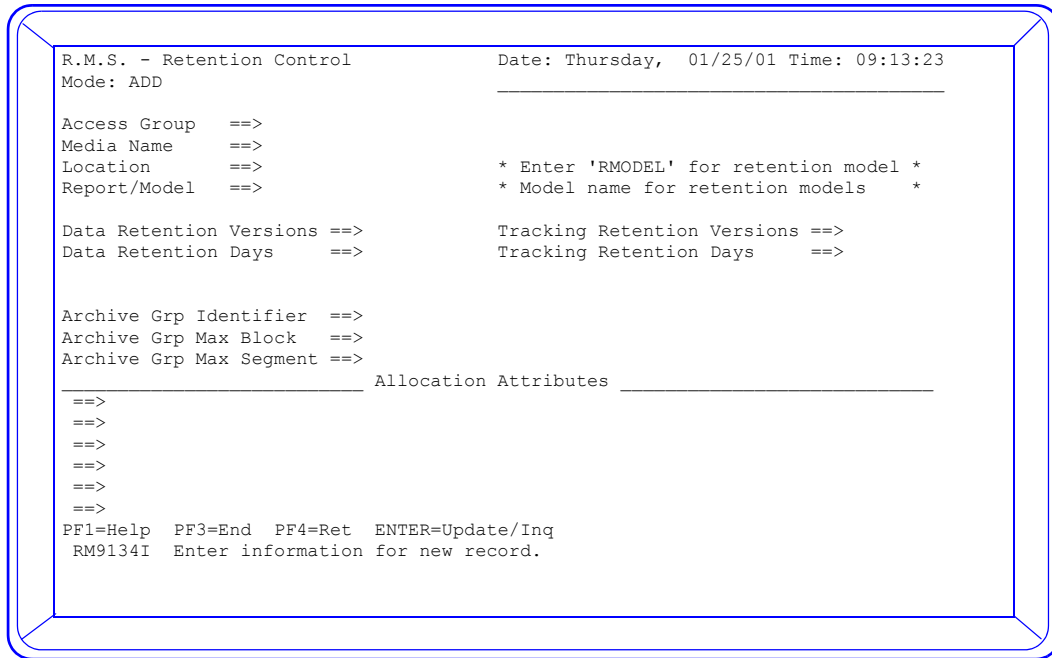 R.M.S. - Retention Control Date: Thursday, 01/25/01 Time: 09:13:23
Mode: ADD ________________________________________
Access Group ==>
Media Name ==>
Location ==> * Enter 'RMODEL' for retention model *
Report/Model ==> * Model name for retention models *
Data Retention Versions ==> Tracking Retention Versions ==>
Data Retention Days ==> Tracking Retention Days ==>
Archive Grp Identifier ==>
Archive Grp Max Block ==>
Archive Grp Max Segment ==>
___________________________ Allocation Attributes ____________________________
==>
==>
==>
==>
==>
==>
PF1=Help PF3=End PF4=Ret ENTER=Update/Inq
RM9134I Enter information for new record.